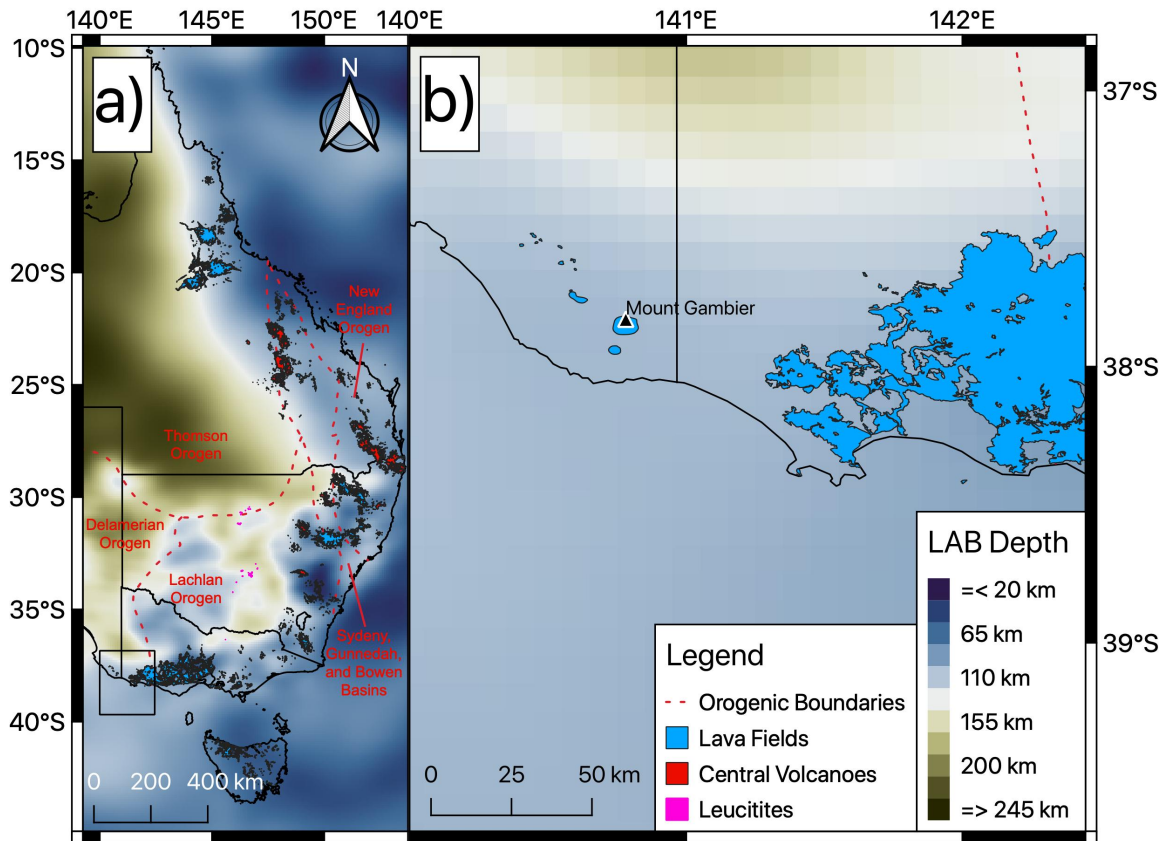 140°E 145°E 150°E 140°E 141°E 142°E
10°S
15°S
20°S
25°S
30°S
35°S
40°S
a)
N
New
England
Orogen
Thomson
Orogen
Delamerian
Orogen
Lachlan
Orogen
Sydeny,
Gunnedah,
and Bowen
Basins
0 200 400 km
b)
37°S
38°S
39°S
Mount Gambier
0 25 50 km
Legend
Orogenic Boundaries
Lava Fields
Central Volcanoes
Leucitites
LAB Depth
=< 20 km
65 km
110 km
155 km
200 km
=> 245 km